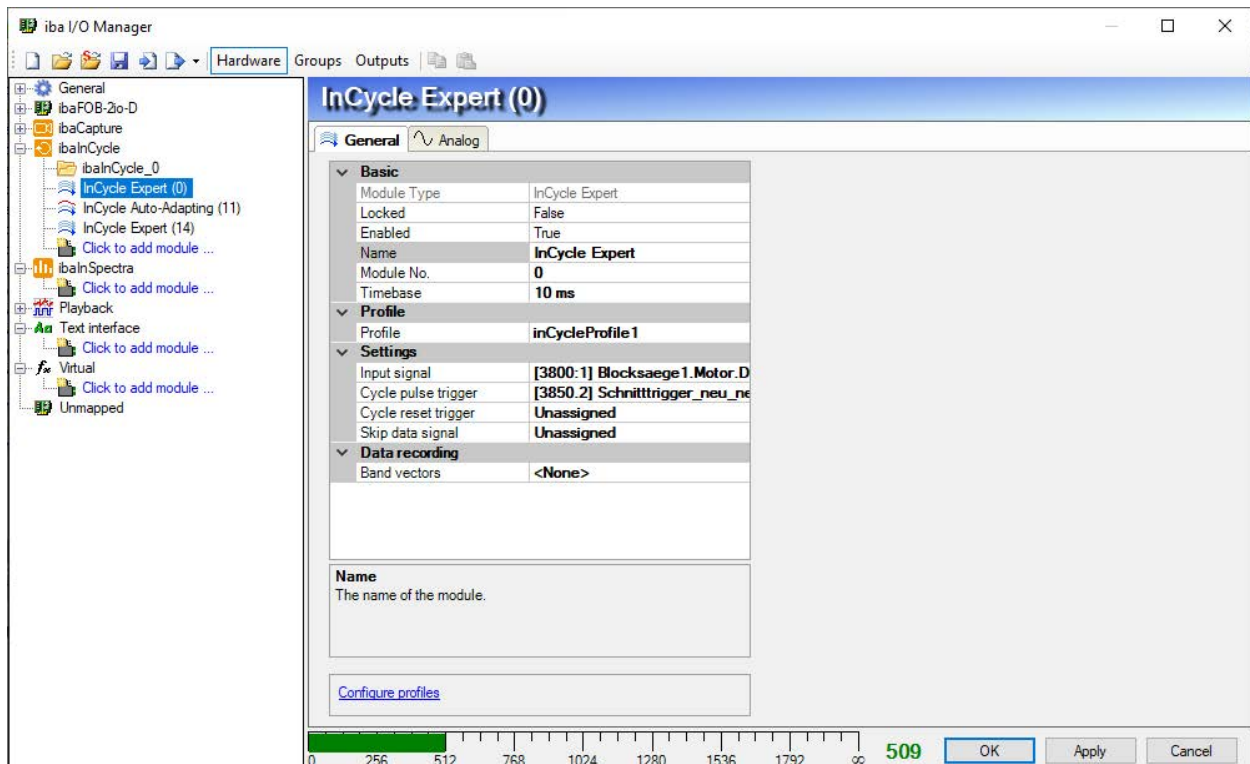 iba I/O Manager
Hardware Groups Outputs
General
ibaFOB-2io-D
ibaCapture
ibaInCycle
ibaInCycle_0
InCycle Expert (0)
InCycle Auto-Adapting (11)
InCycle Expert (14)
Click to add module ...
ibaInSpectra
Click to add module ...
Playback
Text interface
Click to add module ...
Virtual
Click to add module ...
Unmapped
InCycle Expert (0)
General Analog
Basic
Module Type InCycle Expert
Locked False
Enabled True
Name InCycle Expert
Module No. 0
Timebase 10 ms
Profile
Profile inCycleProfile1
Settings
Input signal [3800:1] Blocksaege1.Motor.D
Cycle pulse trigger [3850.2] Schnitttrigger_neu_ne
Cycle reset trigger Unassigned
Skip data signal Unassigned
Data recording
Band vectors <None>
Name
The name of the module.
Configure profiles
0 256 512 768 1024 1280 1536 1792 ∞ 509 OK Apply Cancel